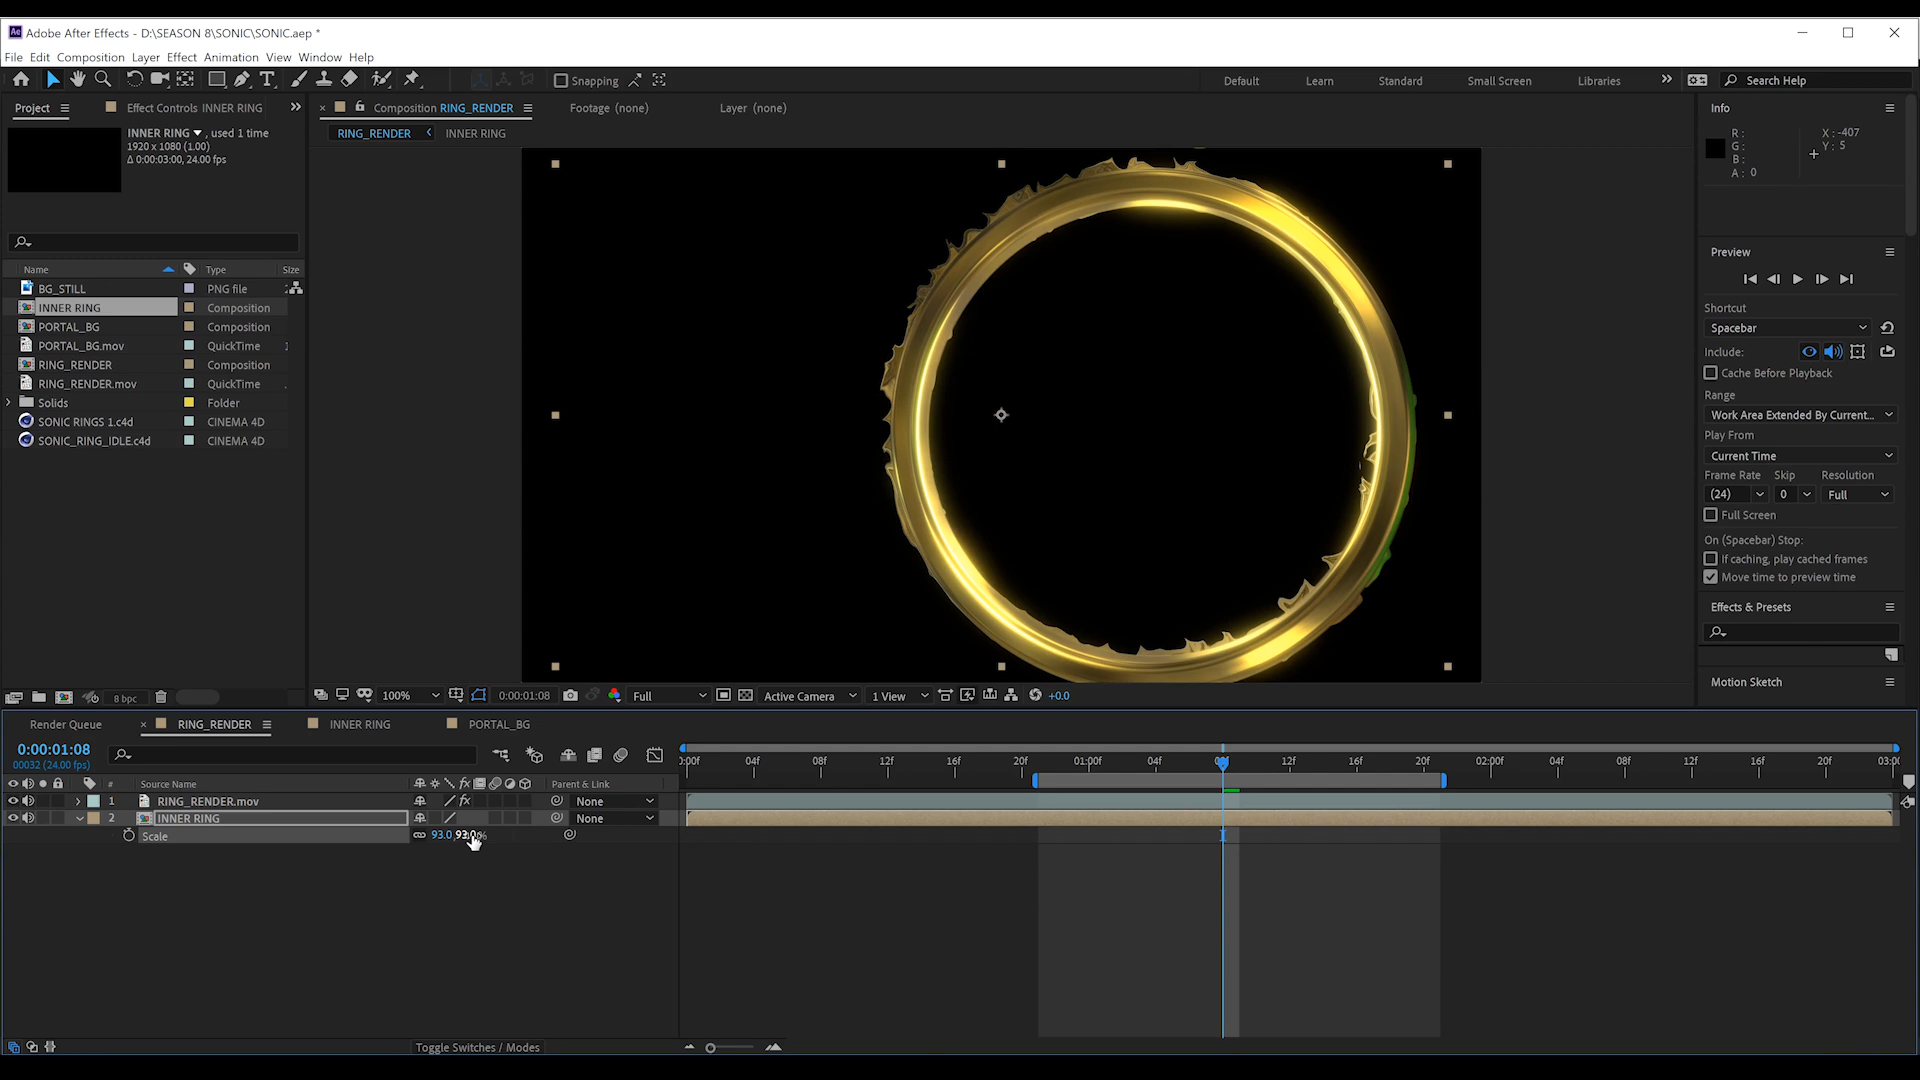 Adobe After Effects - D:\SEASON 8\SONIC\SONIC.aep *
File Edit Composition Layer Effect Animation View Window Help
Snapping
Default Learn Standard Small Screen Libraries
Search Help
Project
Effect Controls INNER RING
Composition RING_RENDER
Footage (none)
Layer (none)
RING_RENDER
INNER RING
INNER RING , used 1 time
1920 x 1080 (1.00)
Δ 0:00:03:00, 24.00 fps
Name Type Size
BG_STILL PNG file
INNER RING Composition
PORTAL_BG Composition
PORTAL_BG.mov QuickTime
RING_RENDER Composition
RING_RENDER.mov QuickTime
Solids Folder
SONIC RINGS 1.c4d CINEMA 4D
SONIC_RING_IDLE.c4d CINEMA 4D
8 bpc
100%
0:00:01:08
Full
Active Camera
1 View
+0.0
Info
R :
G :
B :
A : 0
X : -407
Y : 5
Preview
Shortcut
Spacebar
Include:
Cache Before Playback
Range
Work Area Extended By Current...
Play From
Current Time
Frame Rate Skip Resolution
(24) 0 Full
Full Screen
On (Spacebar) Stop:
If caching, play cached frames
Move time to preview time
Effects & Presets
Motion Sketch
Render Queue
RING_RENDER
INNER RING
PORTAL_BG
0:00:01:08
00032 (24.00 fps)
# Source Name fx Parent & Link
1 RING_RENDER.mov fx None
2 INNER RING None
Scale 93.0,93.0%
:00f 04f 08f 12f 16f 20f 01:00f 04f 12f 16f 20f 02:00f 04f 08f 12f 16f 20f 03:00
Toggle Switches / Modes